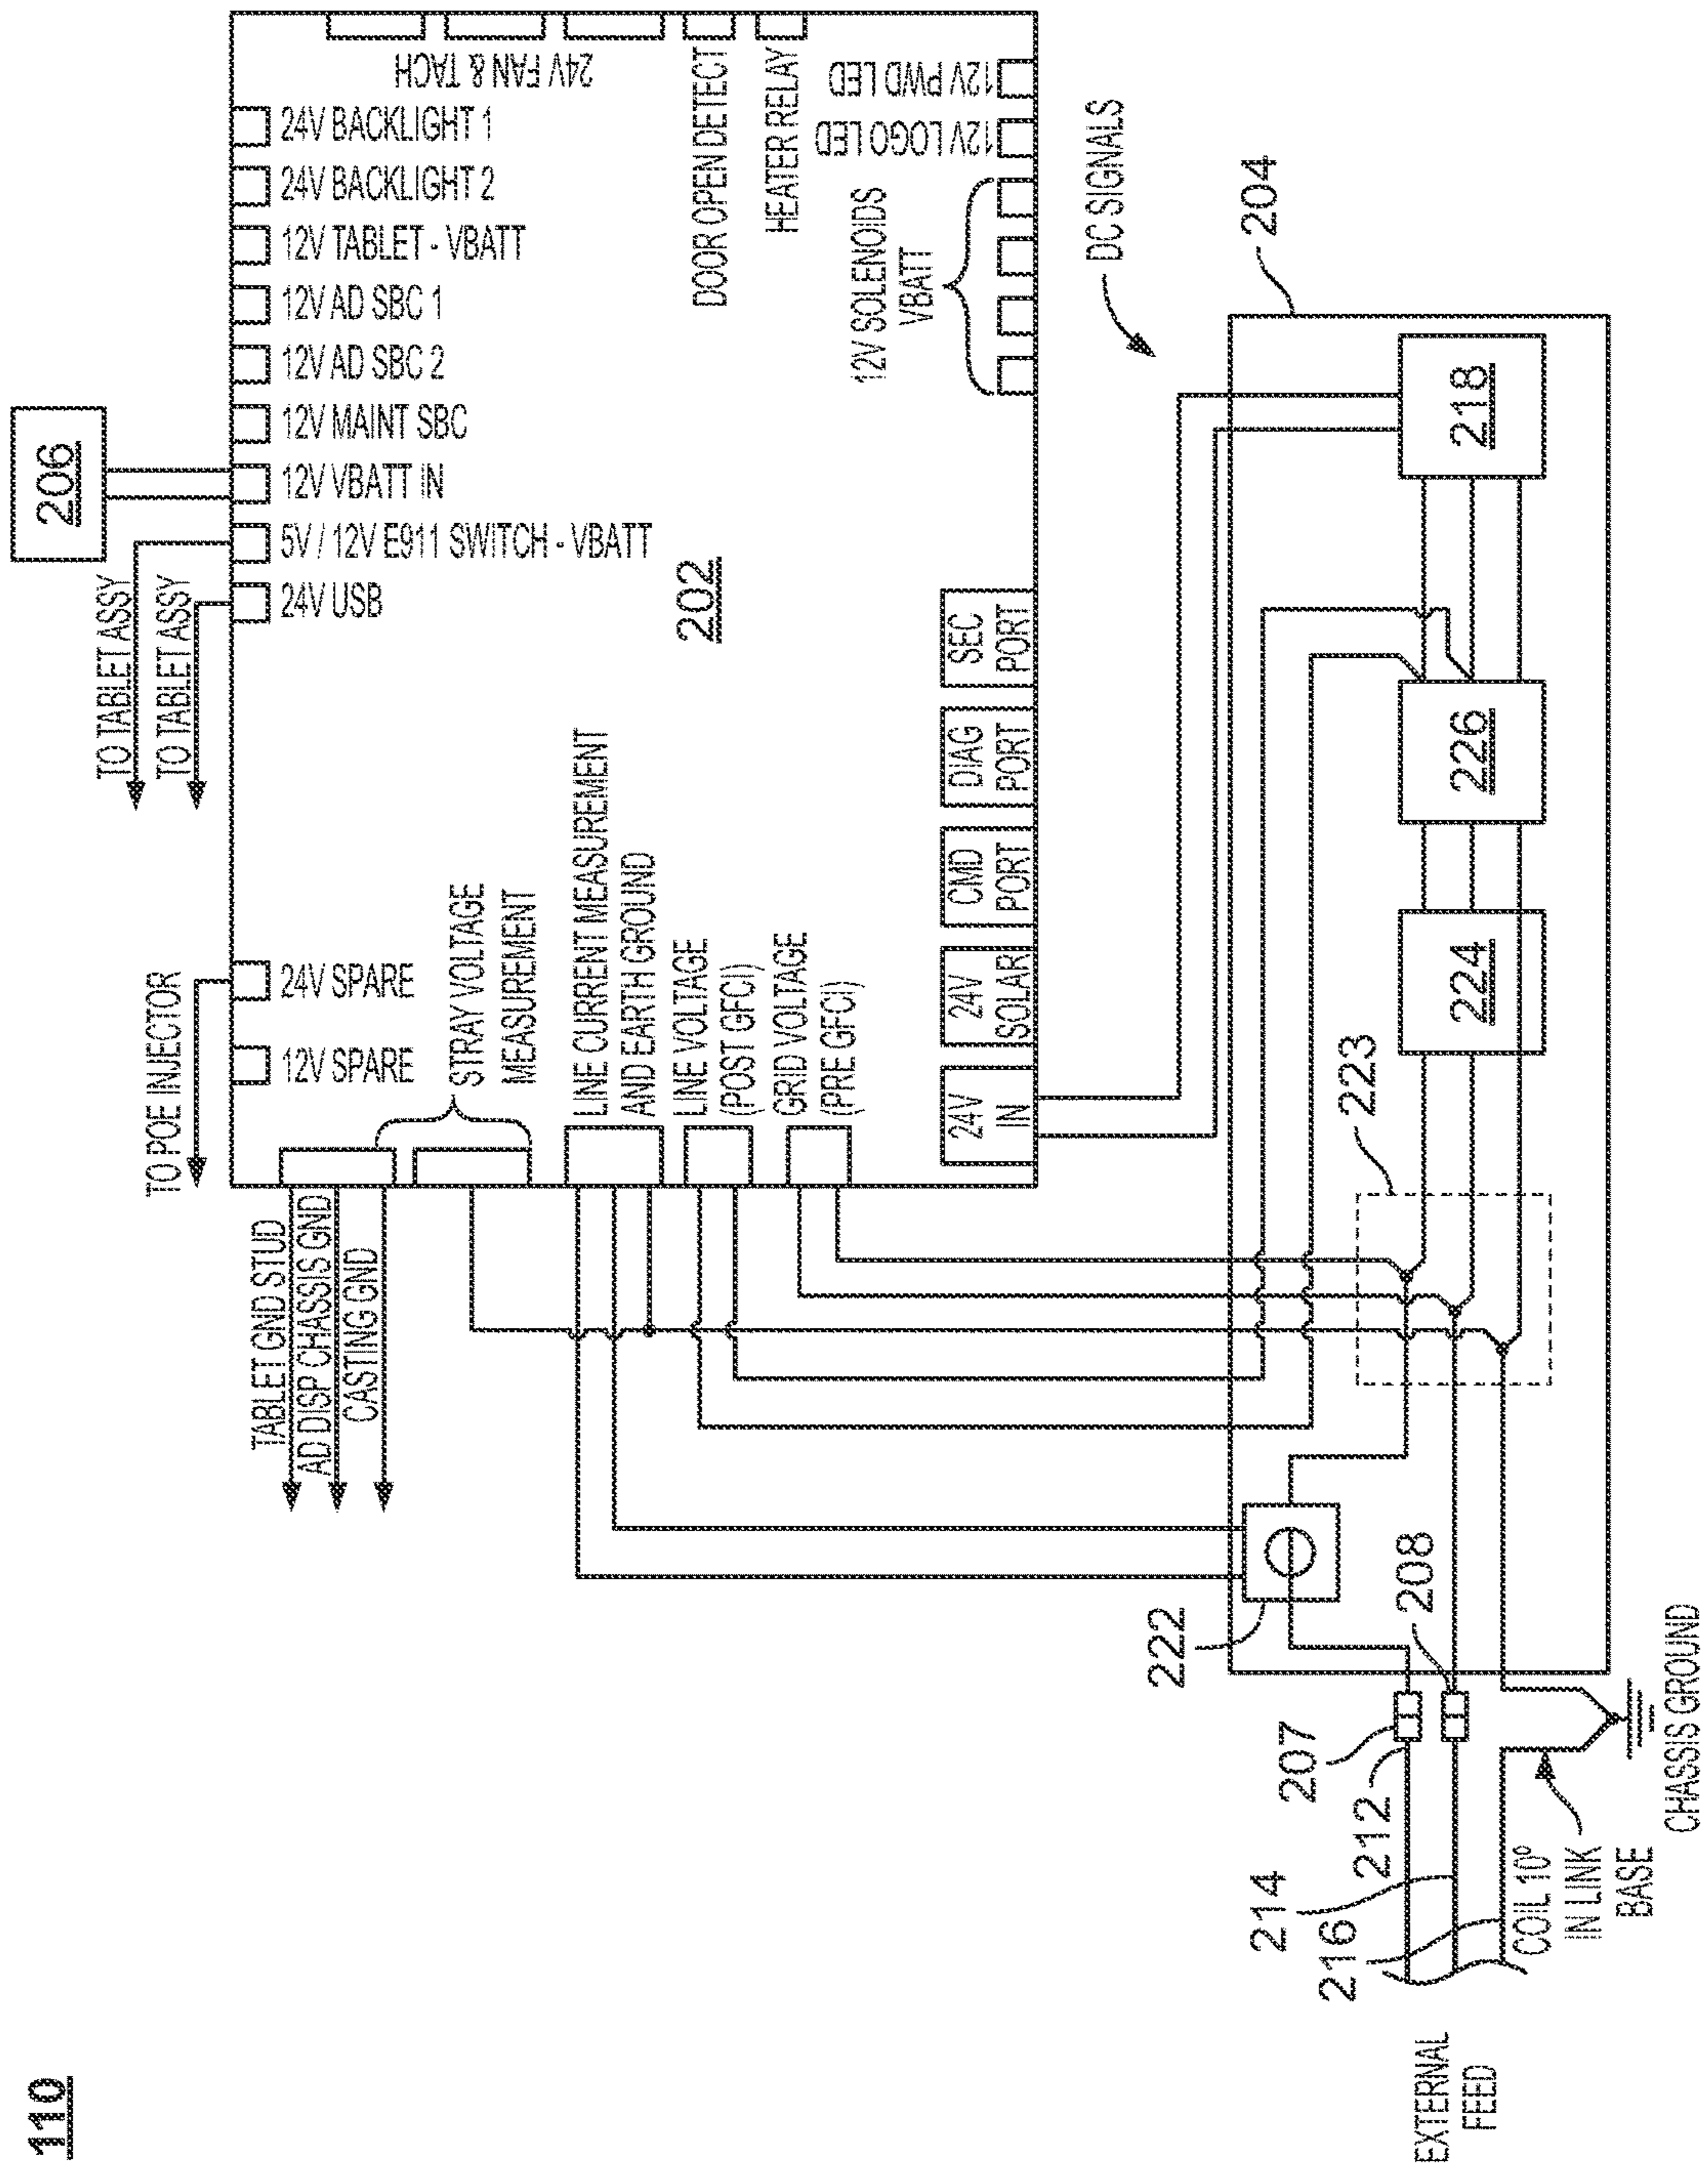 110
206
TO TABLET ASSY
TO TABLET ASSY
TO POE INJECTOR
24V BACKLIGHT 1
24V BACKLIGHT 2
12V TABLET - VBATT
12V AD SBC 1
12V AD SBC 2
12V MAINT SBC
12V VBATT IN
5V / 12V E911 SWITCH - VBATT
24V USB
24V SPARE
12V SPARE
24V FAN & TACH
DOOR OPEN DETECT
HEATER RELAY
12V PWD LED
12V LOGO LED
12V SOLENOIDS
VBATT
202
STRAY VOLTAGE
MEASUREMENT
LINE CURRENT MEASUREMENT
AND EARTH GROUND
LINE VOLTAGE
(POST GFCI)
GRID VOLTAGE
(PRE GFCI)
24V
IN
24V
SOLAR
CMD
PORT
DIAG
PORT
SEC
PORT
TABLET GND STUD
AD DISP CHASSIS GND
CASTING GND
DC SIGNALS
204
218
226
224
223
222
208
207
212
214
216
COIL 10º
IN LINK
BASE
CHASSIS GROUND
EXTERNAL
FEED